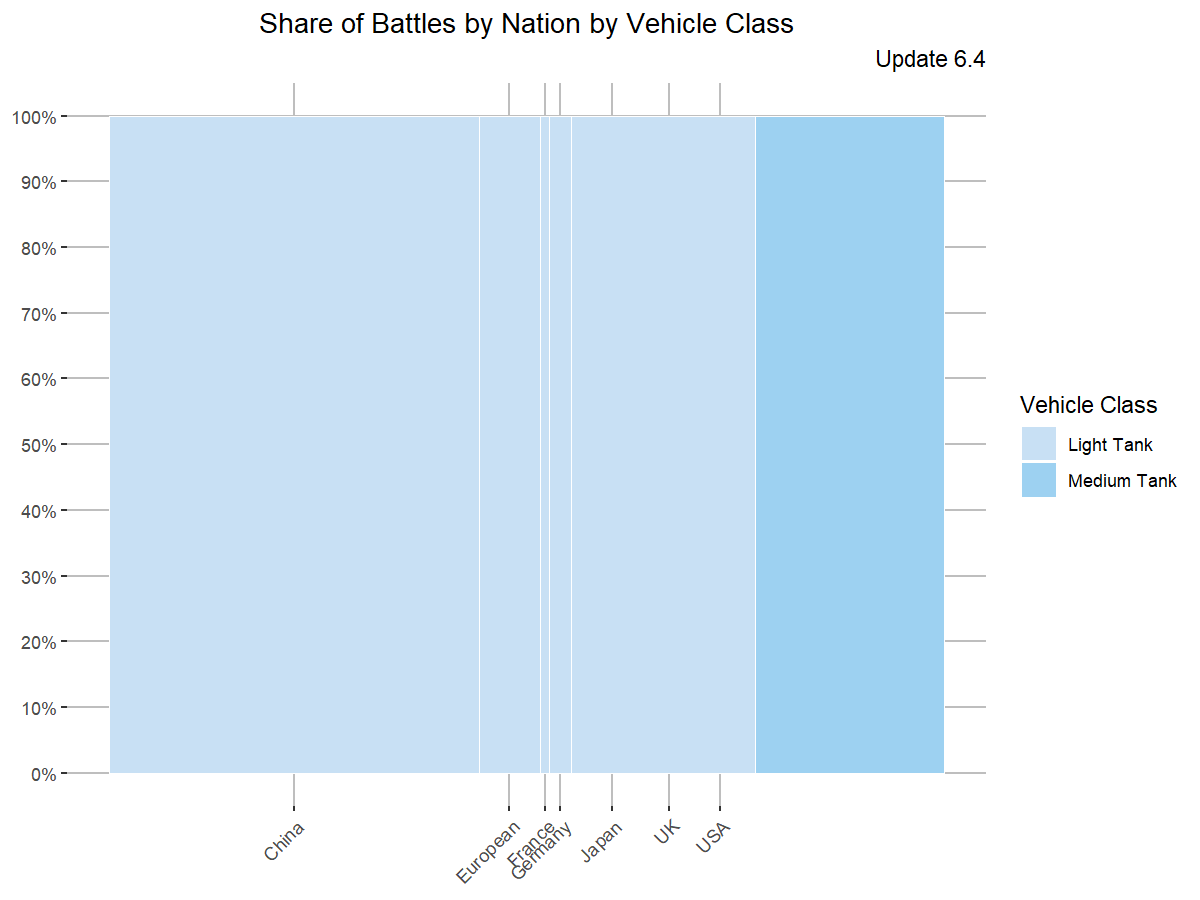 Share of Battles by Nation by Vehicle Class
Update 6.4
100%
90%
80%
70%
60%
50%
40%
30%
20%
10%
0%
China
European
France
Germany
Japan
UK
USA
Vehicle Class
Light Tank
Medium Tank